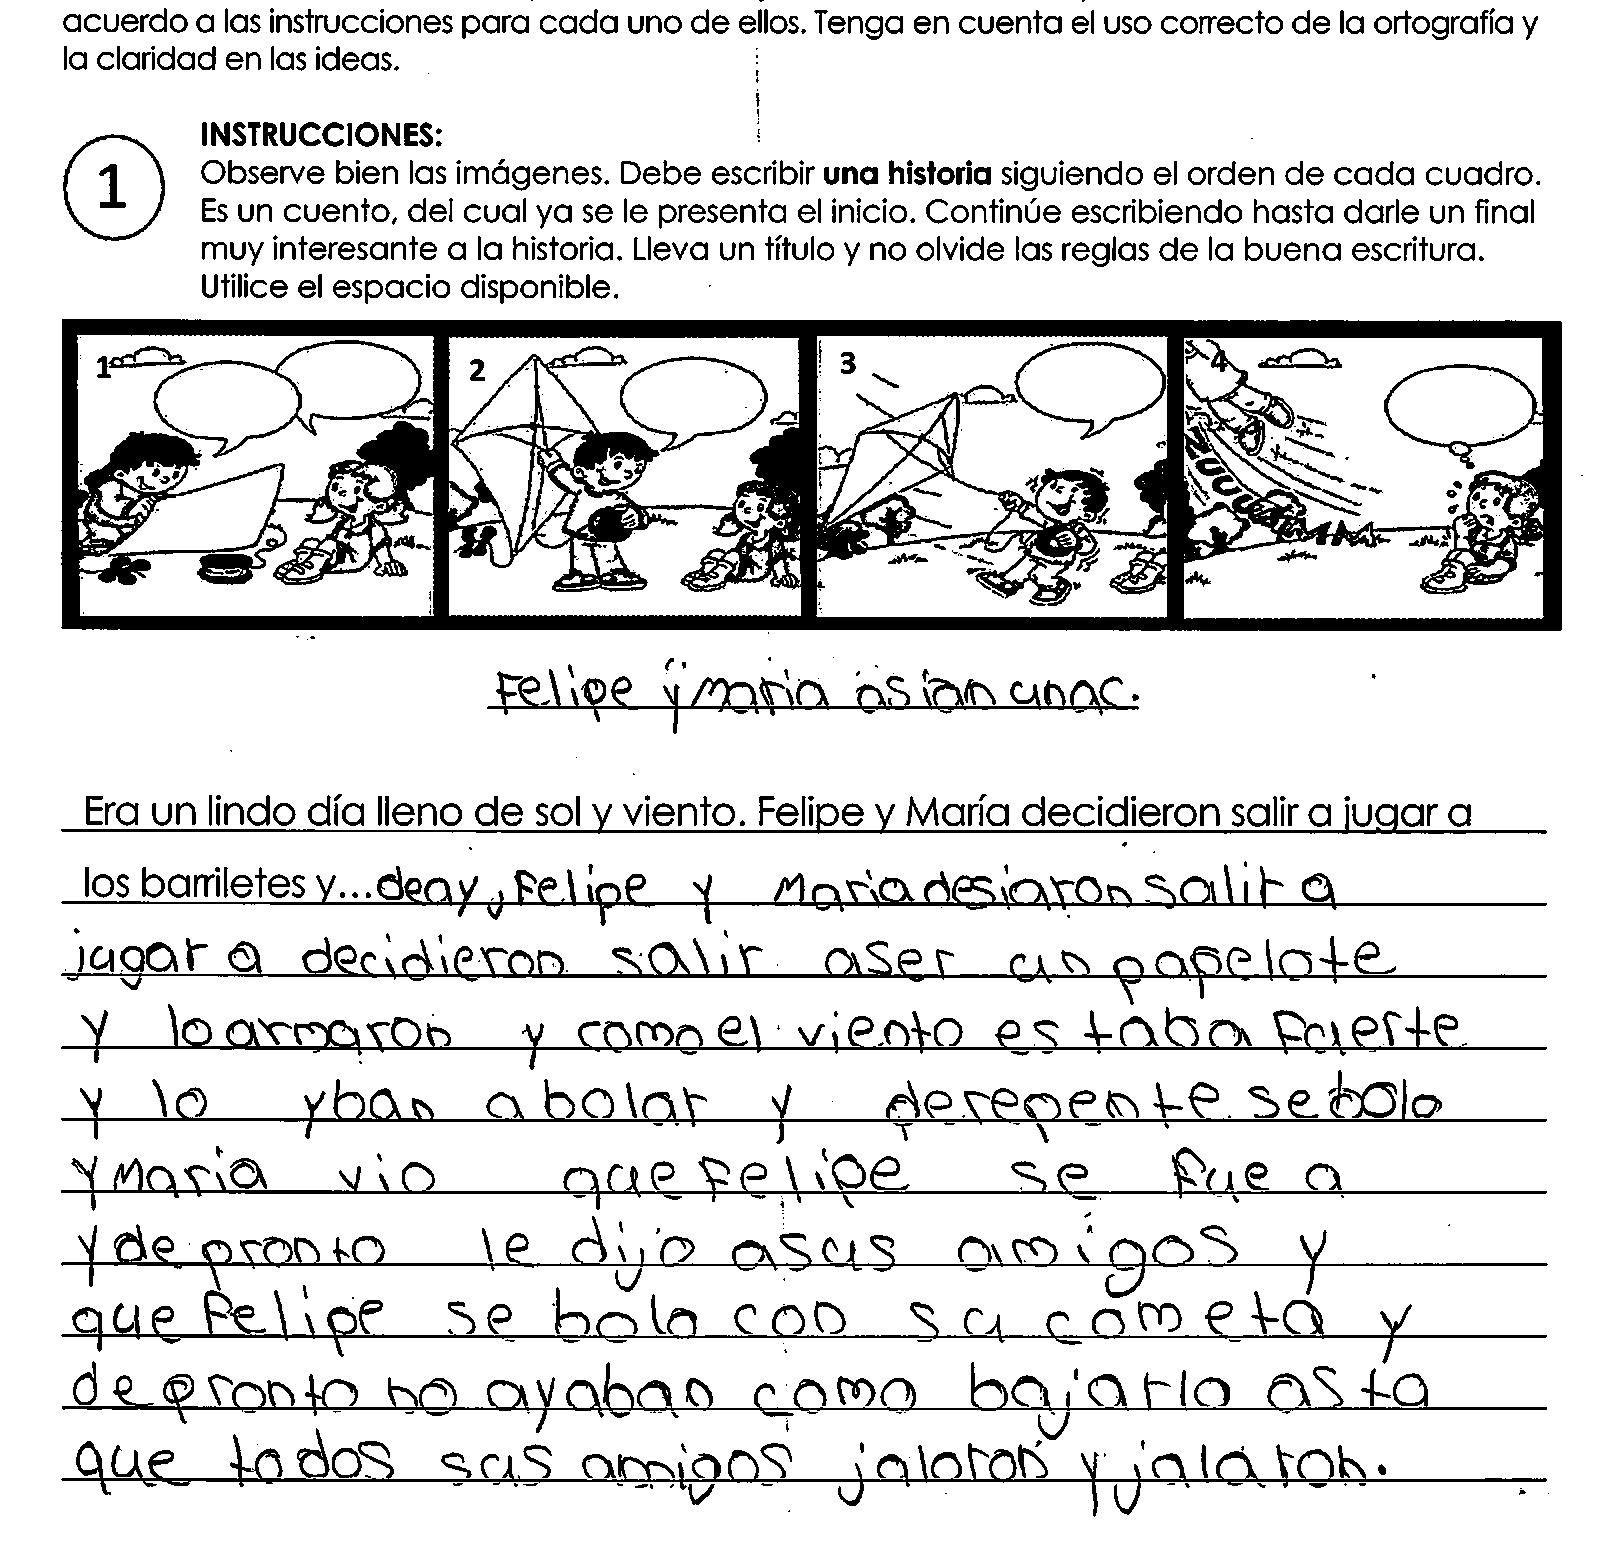 acuerdo a las instrucciones para cada uno de ellos. Tenga en cuenta el uso correcto de la ortografía y
la claridad en las ideas.
1
INSTRUCCIONES:
Observe bien las imágenes. Debe escribir una historia siguiendo el orden de cada cuadro.
Es un cuento, del cual ya se le presenta el inicio. Continúe escribiendo hasta darle un final
muy interesante a la historia. Lleva un título y no olvide las reglas de la buena escritura.
Utilice el espacio disponible.
1 2 3 4
ZUUUUMMM
Felipe y maria asian unac.
Era un lindo día lleno de sol y viento. Felipe y María decidieron salir a jugar a
los barriletes y... deay, Felipe y Maria desiaron salir a
jugar a decidieron salir aser un papelote
y lo armaron y como el viento estaba Fuerte
y lo yban a bolar y derepente se bolo
y Maria vio que Felipe se fue a
y de pronto le dijo a sus amigos y
que Felipe se bolo con su cometa y
de pronto no ayaban como bajarlo asta
que todos sus amigos jaloron y jalaron.